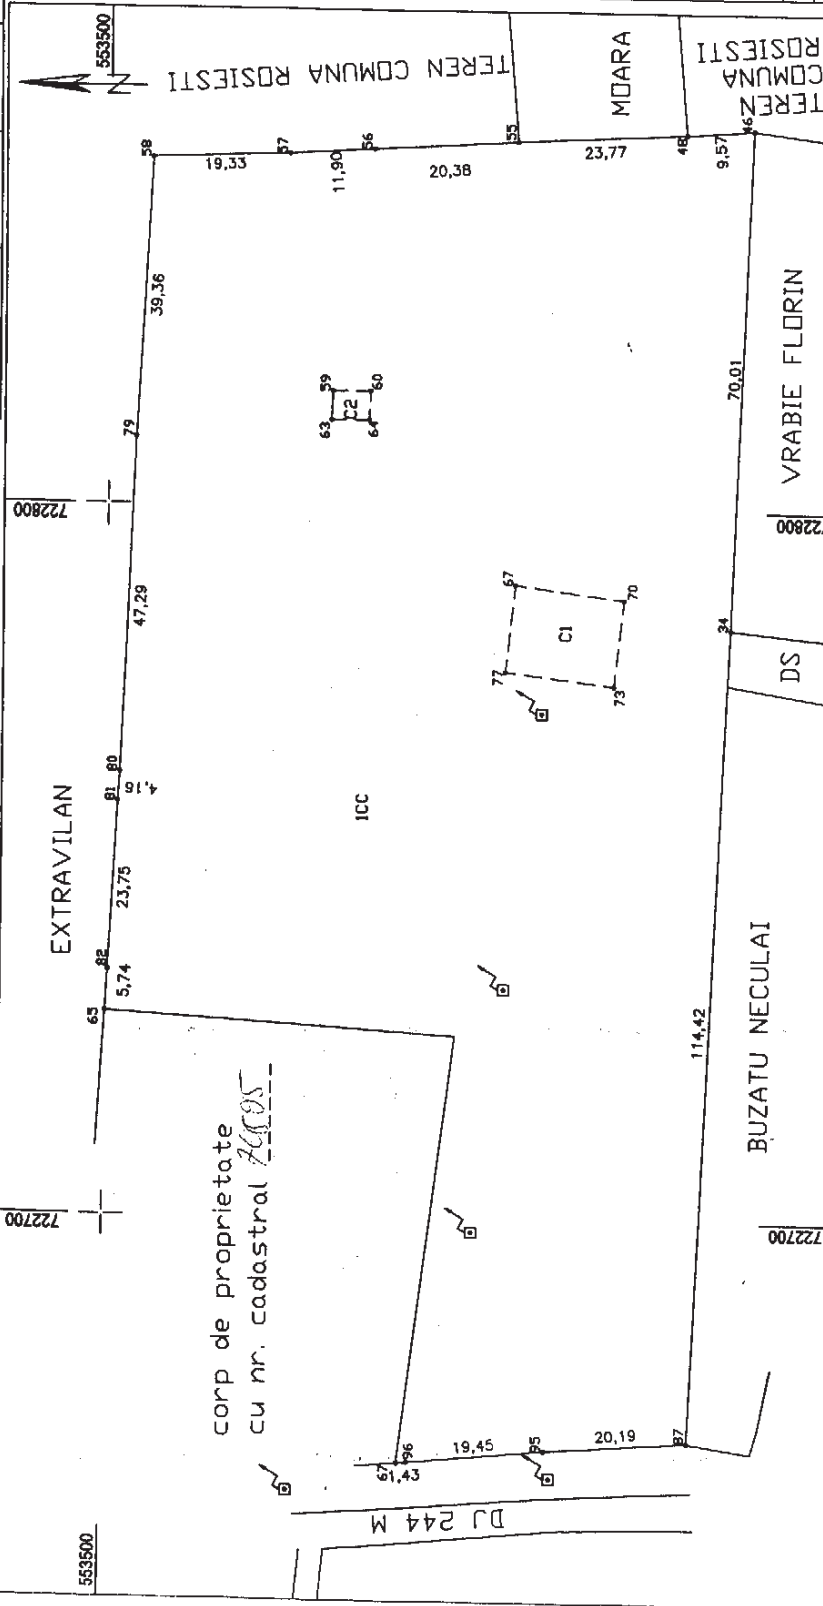 553500
N
TEREN COMUNA ROSIESTI
MOARA
TEREN
COMUNA
ROSIESTI
58
57
56
55
48
46
19,33
11,90
20,38
23,77
9,57
39,36
79
722800
47,29
59
60
63
64
C2
70,01
VRABIE FLORIN
722800
67
70
77
73
C1
34
DS
80
81
4,16
EXTRAVILAN
1CC
23,75
82
5,74
65
114,42
BUZATU NECULAI
corp de proprietate
cu nr. cadastral
722700
722700
67
96
1,43
19,45
95
20,19
87
DJ 244 M
553500